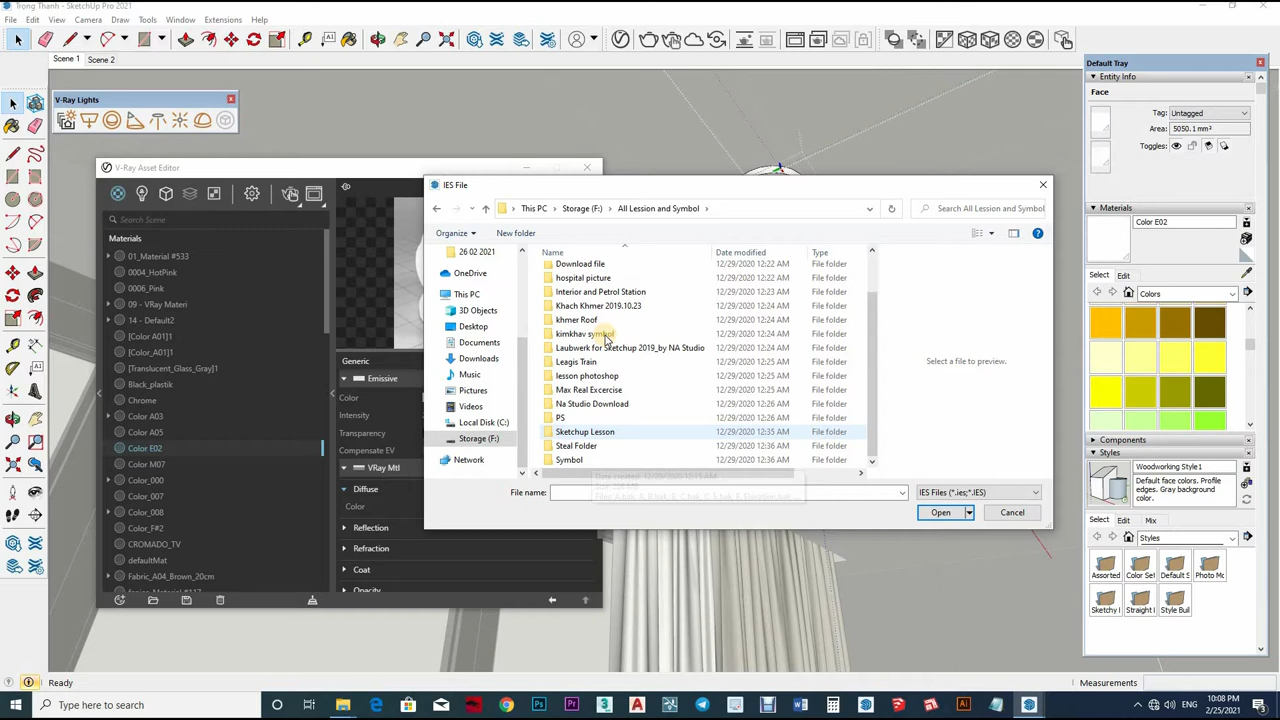 Trọng Thanh - SketchUp Pro 2021
File Edit View Camera Draw Tools Window Extensions Help
Scene 1 Scene 2
V-Ray Lights
V-Ray Asset Editor
Search Scene
Materials
01_Material #533
0004_HotPink
0006_Pink
09 - VRay Materi
14 - Default2
[Color A01]1
[Color_A01]1
[Translucent_Glass_Gray]1
Black_plastik
Chrome
Color A03
Color A05
Color E02
Color M07
Color_000
Color_007
Color_008
Color_F#2
CROMADO_TV
defaultMat
Fabric_A04_Brown_20cm
Generic
Emissive
Color
Intensity
Transparency
Compensate EV
VRay Mtl
Diffuse
Color
Reflection
Refraction
Coat
Opacity
IES File
This PC > Storage (F:) > All Lession and Symbol >
Search All Lession and Symbol
Organize New folder
26 02 2021
OneDrive
This PC
3D Objects
Desktop
Documents
Downloads
Music
Pictures
Videos
Local Disk (C:)
Storage (F:)
Network
Name Date modified Type
Download file 12/29/2020 12:22 AM File folder
hospital picture 12/29/2020 12:22 AM File folder
Interior and Petrol Station 12/29/2020 12:23 AM File folder
Khach Khmer 2019.10.23 12/29/2020 12:24 AM File folder
khmer Roof 12/29/2020 12:24 AM File folder
kimkhav symbol 12/29/2020 12:24 AM File folder
Laubwerk for Sketchup 2019_by NA Studio 12/29/2020 12:24 AM File folder
Leagis Train 12/29/2020 12:24 AM File folder
lesson photoshop 12/29/2020 12:25 AM File folder
Max Real Excercise 12/29/2020 12:25 AM File folder
Na Studio Download 12/29/2020 12:26 AM File folder
PS 12/29/2020 12:26 AM File folder
Sketchup Lesson 12/29/2020 12:35 AM File folder
Steal Folder 12/29/2020 12:36 AM File folder
Symbol 12/29/2020 12:36 AM File folder
Select a file to preview.
File name: IES Files (*.ies;*.IES)
Open Cancel
Default Tray
Entity Info
Face
Tag: Untagged
Area: 5050.1 mm²
Toggles:
Materials
Color E02
Select Edit
Colors
Components
Styles
Woodworking Style1
Default face colors. Profile
edges. Gray background
color.
Select Edit Mix
Styles
Assorted Color Se Default S Photo Mo
Sketchy I Straight I Style Buil
Ready
Measurements
Type here to search
10:08 PM
2/25/2021